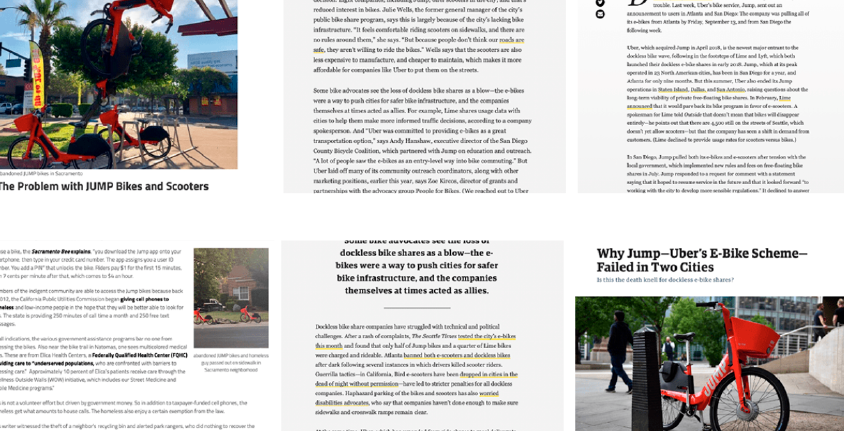 reduced interest in bikes. Julie Wells, the former general manager of the city's
public bike share program, says this is largely because of the city's lacking bike
infrastructure. "It feels comfortable riding scooters on sidewalks, and there are
no rules around them," she says. "But because people don't think our roads are
safe, they aren't willing to ride the bikes." Wells says that the scooters are also
less expensive to manufacture, and cheaper to maintain, which makes it more
affordable for companies like Uber to put them on the streets.
Some bike advocates see the loss of dockless bike shares as a blow—the e-bikes
were a way to push cities for safer bike infrastructure, and the companies
themselves at times acted as allies. For example, Lime shares usage data with
cities to help them make more informed traffic decisions, according to a company
spokesperson. And "Uber was committed to providing e-bikes as a great
transportation option," says Andy Hanshaw, executive director of the San Diego
County Bicycle Coalition, which partnered with Jump on education and outreach.
"A lot of people saw the e-bikes as an entry-level way into bike commuting." But
Uber laid off many of its community outreach coordinators, along with other
marketing positions, earlier this year, says Zoe Kircos, director of grants and
partnerships with the advocacy group People for Bikes. (We reached out to Uber
trouble. Last week, Uber's bike service, Jump, sent out an
announcement to users in Atlanta and San Diego: The company was pulling all
of its e-bikes from Atlanta by Friday, September 13, and from San Diego the
following week.
Uber, which acquired Jump in April 2018, is the newest major entrant to the
dockless bike wave, following in the footsteps of Lime and Lyft, which both
launched their dockless e-bike shares in early 2018. Jump, which at its peak
operated in 25 North American cities, has been in San Diego for a year, and
Atlanta for only nine months. But this summer, Uber also ended its Jump
operations in Staten Island, Dallas, and San Antonio, raising questions about the
long-term viability of private free-floating bike shares. In February, Lime
announced that it would pare back its bike program in favor of e-scooters. A
spokesman for Lime told Outside that doesn't mean that bikes will disappear
entirely—he points out that there are 4,500 still on the streets of Seattle, which
doesn't yet allow scooters—but that the company has seen a shift in demand from
customers. (Lime declined to provide usage rates for scooters versus bikes.)
In San Diego, Jump pulled both its e-bikes and e-scooters after tension with the
local government, which implemented new rules and fees on free-floating bike
shares in July. Jump responded to a request for comment with a statement
saying that it hoped to resume service in the future and that it looked forward "to
working with the city to develop more sensible regulations." It declined to answer
abandoned JUMP bikes in Sacramento
The Problem with JUMP Bikes and Scooters
use a bike, the Sacramento Bee explains, "you download the Jump app onto your
smartphone, then type in your credit card number. The app assigns you a user ID
number. You add a PIN" that unlocks the bike. Riders pay $1 for the first 15 minutes,
7 cents per minute after that, which comes to $4 an hour.
members of the indigent community are able to access the Jump bikes because back
2012, the California Public Utilities Commission began giving cell phones to
homeless and low-income people in the hope that they will be better able to look for
The state is providing 250 minutes of call time a month and 250 free text
messages.
all indications, the various government assistance programs bar no one from
These are from Elica Health Centers, a Federally Qualified Health Center (FQHC)
providing care to "underserved populations, who are confronted with barriers to
accessing care." Approximately 10 percent of Elica's patients receive care through the
Wellness Outside Walls (WOW) initiative, which includes our Street Medicine and
Mobile Medicine programs."
is not a volunteer effort but driven by government money. So in addition to taxpayer-funded cell phones, the
homeless get what amounts to house calls. The homeless also enjoy a certain exemption from the law.
writer witnessed the theft of a neighbor's recycling bin and alerted park rangers, who did nothing to recover the
abandoned JUMP bikes and homeless
guy passed out on sidewalk in
Sacramento neighborhood
Some bike advocates see the loss of
dockless bike shares as a blow—the e-
bikes were a way to push cities for safer
bike infrastructure, and the companies
themselves at times acted as allies.
Dockless bike share companies have struggled with technical and political
challenges. After a rash of complaints, The Seattle Times tested the city's e-bikes
this month and found that only half of Jump bikes and a quarter of Lime bikes
were charged and rideable. Atlanta banned both e-scooters and dockless bikes
after dark following several instances in which drivers killed scooter riders.
Guerrilla tactics—in California, Bird e-scooters have been dropped in cities in the
dead of night without permission—have led to stricter penalties for all dockless
companies. Haphazard parking of the bikes and scooters has also worried
disabilities advocates, who say that companies haven't done enough to make sure
sidewalks and crosswalk ramps remain clear.
Why Jump—Uber's E-Bike Scheme—
Failed in Two Cities
Is this the death knell for dockless e-bike shares?